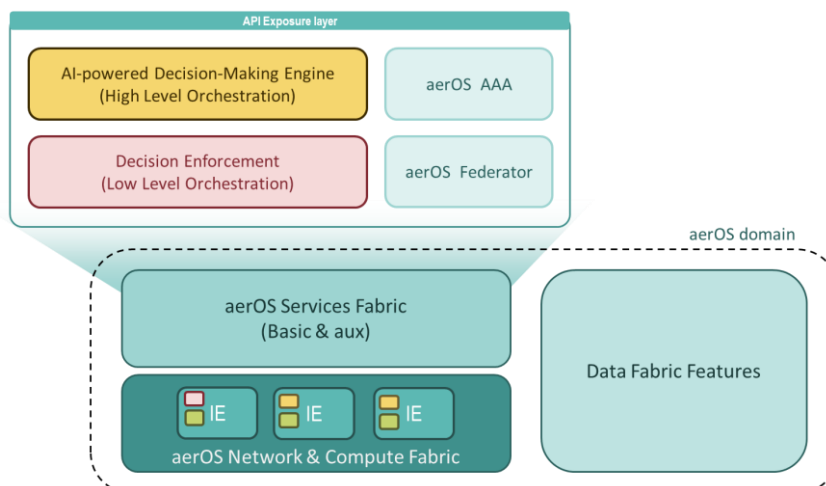 API Exposure layer
AI-powered Decision-Making Engine
(High Level Orchestration)
aerOS AAA
Decision Enforcement
(Low Level Orchestration)
aerOS Federator
aerOS domain
aerOS Services Fabric
(Basic & aux)
Data Fabric Features
IE
IE
IE
aerOS Network & Compute Fabric